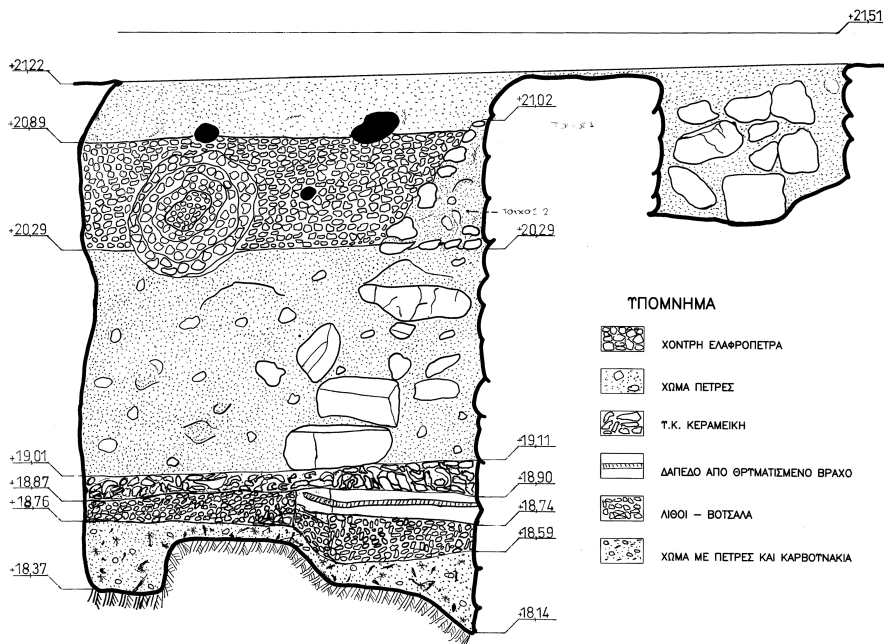 +21,51
+21,22
+21,02
+20,89
ΤΟΙΧΟΣ 2
+20,29
+20,29
ΥΠΟΜΝΗΜΑ
ΧΟΝΤΡΗ ΕΛΑΦΡΟΠΕΤΡΑ
ΧΩΜΑ ΠΕΤΡΕΣ
Υ.Κ. ΚΕΡΑΜΕΙΚΗ
ΔΑΠΕΔΟ ΑΠΟ ΘΡΥΜΑΤΙΣΜΕΝΟ ΒΡΑΧΟ
ΛΙΘΟΙ – ΒΟΤΣΑΛΑ
ΧΩΜΑ ΜΕ ΠΕΤΡΕΣ ΚΑΙ ΚΑΡΒΟΥΝΑΚΙΑ
+19,11
+19,01
+18,90
+18,87
+18,76
+18,74
+18,59
+18,37
+18,14